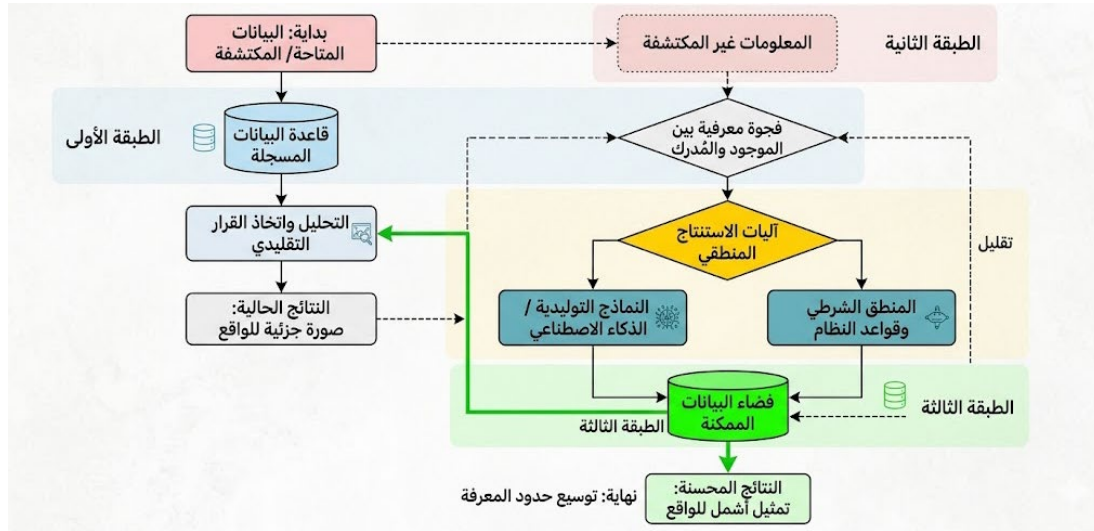 بداية: البيانات
المتاحة/ المكتشفة
المعلومات غير المكتشفة
الطبقة الثانية
الطبقة الأولى
قاعدة البيانات
المسجلة
فجوة معرفية بين
الموجود والمُدرك
التحليل واتخاذ القرار
التقليدي
آليات الاستنتاج
المنطقي
تقليل
النتائج الحالية:
صورة جزئية للواقع
النماذج التوليدية /
الذكاء الاصطناعي
المنطق الشرطي
وقواعد النظام
فضاء البيانات
الممكنة
الطبقة الثالثة
الطبقة الثالثة
النتائج المحسنة:
تمثيل أشمل للواقع
نهاية: توسيع حدود المعرفة